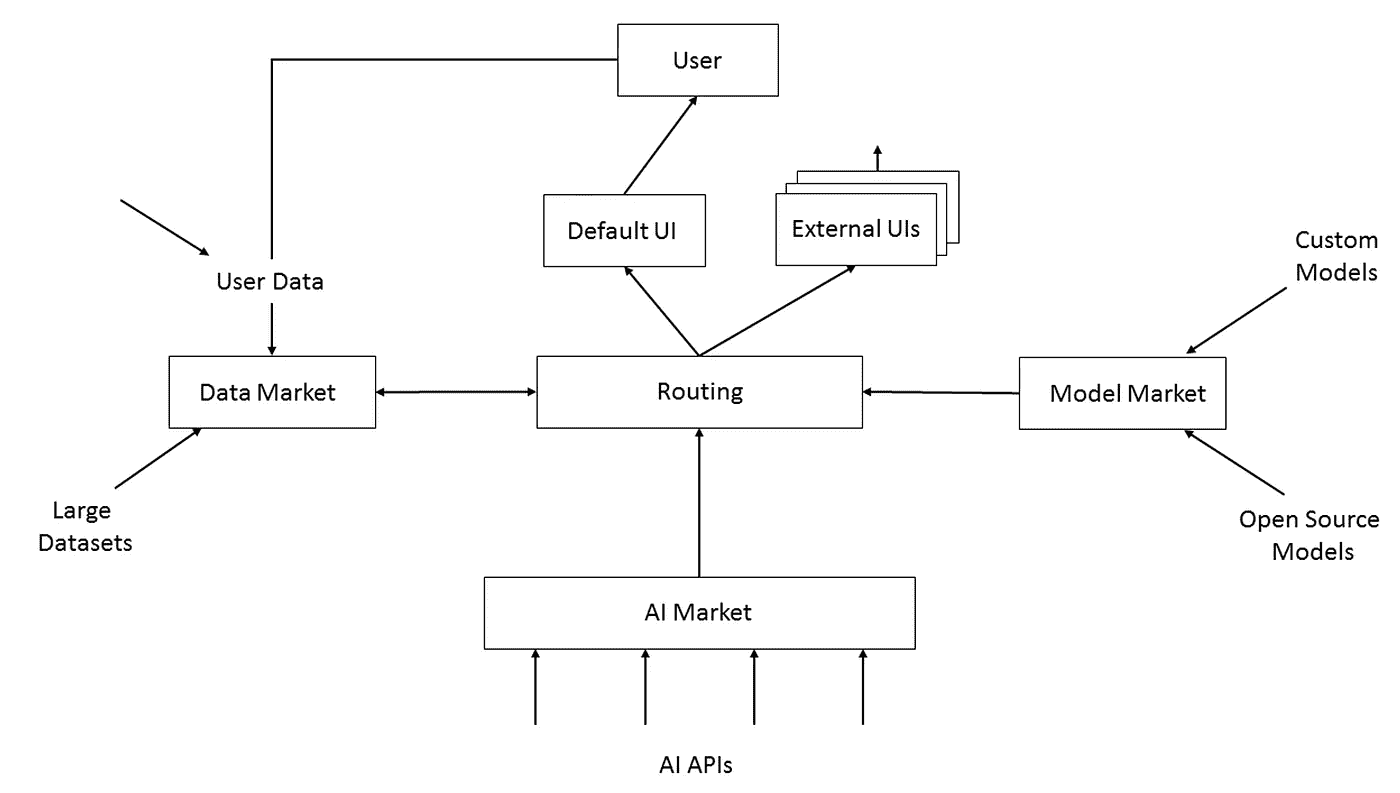 User
Default UI
External UIs
Custom
Models
User Data
Data Market
Routing
Model Market
Large
Datasets
Open Source
Models
AI Market
AI APIs